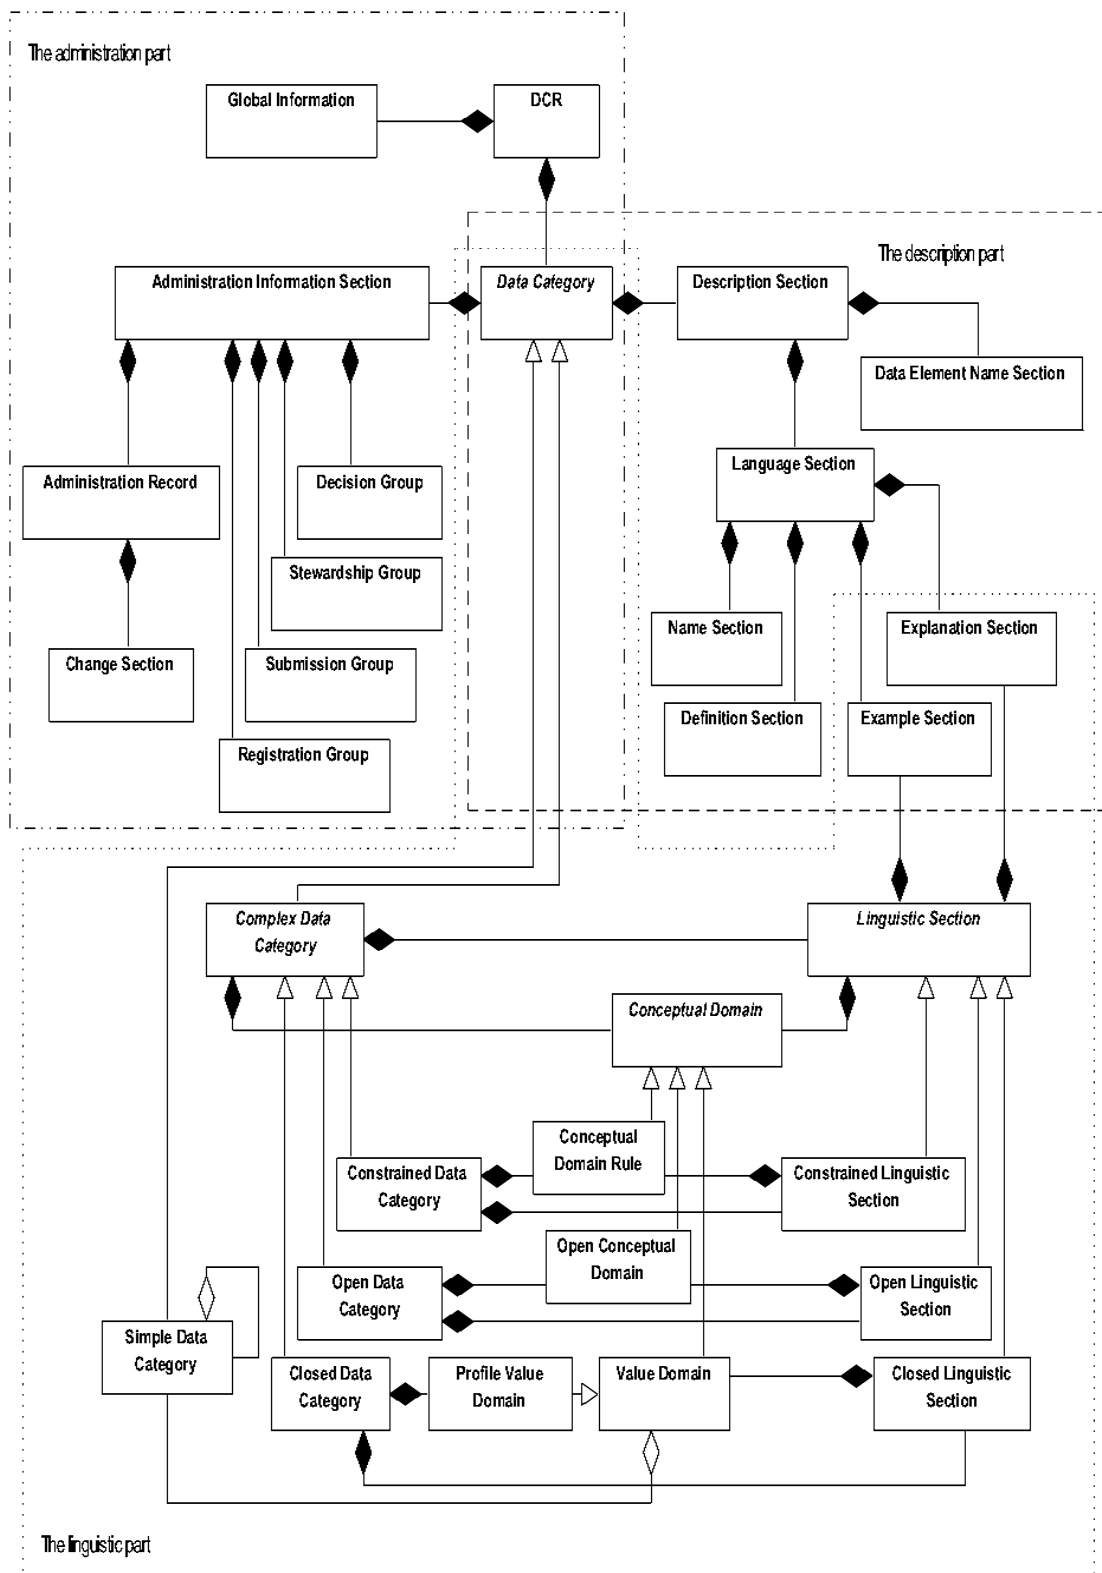 The administration part
Global Information
DCR
The description part
Administration Information Section
Data Category
Description Section
Data Element Name Section
Language Section
Administration Record
Decision Group
Stewardship Group
Name Section
Explanation Section
Change Section
Submission Group
Definition Section
Example Section
Registration Group
Complex Data
Category
Linguistic Section
Conceptual Domain
Conceptual
Domain Rule
Constrained Data
Category
Constrained Linguistic
Section
Open Conceptual
Domain
Open Data
Category
Open Linguistic
Section
Simple Data
Category
Closed Data
Category
Profile Value
Domain
Value Domain
Closed Linguistic
Section
The linguistic part